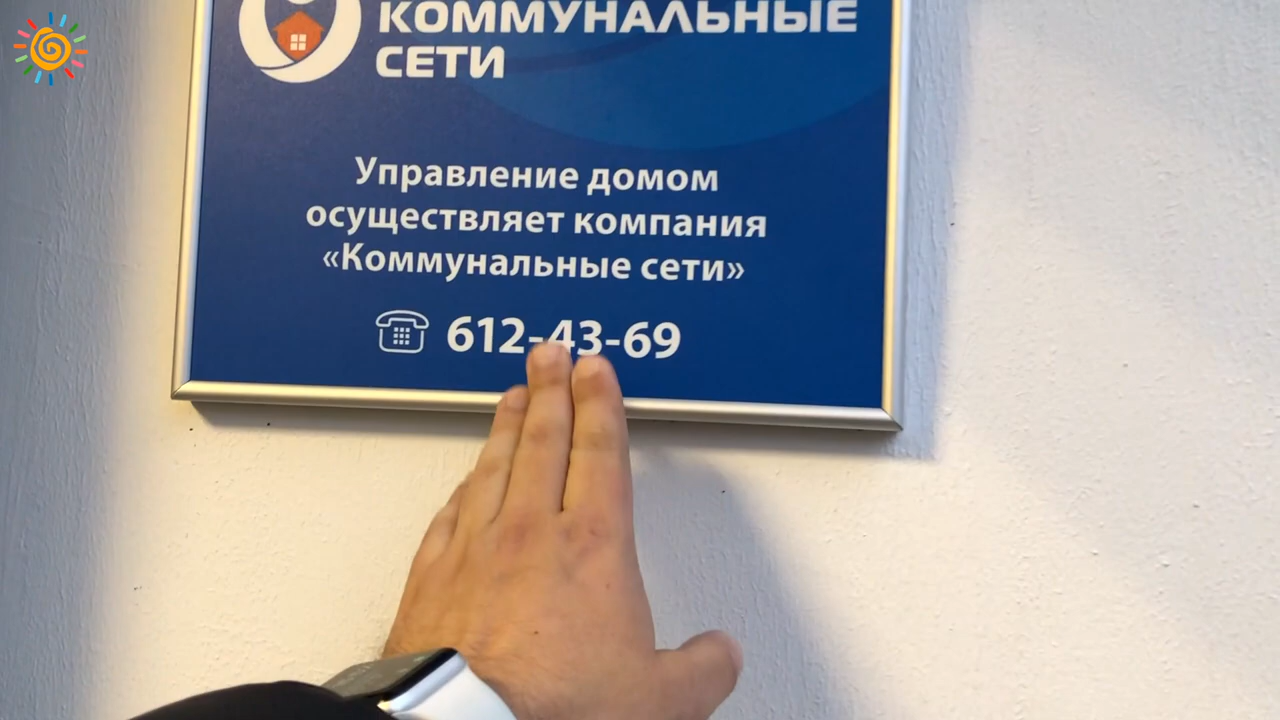 КОММУНАЛЬНЫЕ
СЕТИ
Управление домом
осуществляет компания
«Коммунальные сети»
612-43-69